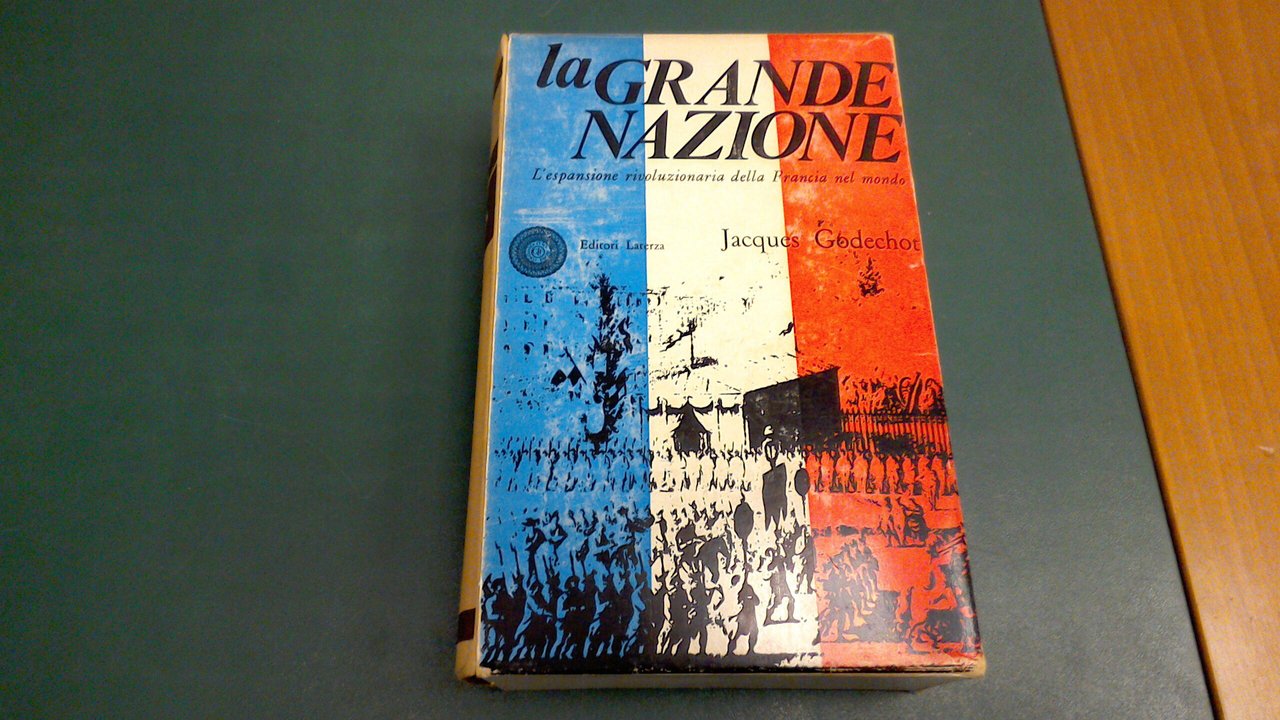 la GRANDE
NAZIONE
L'espansione rivoluzionaria della Francia nel mondo
Editori Laterza
Jacques Godechot